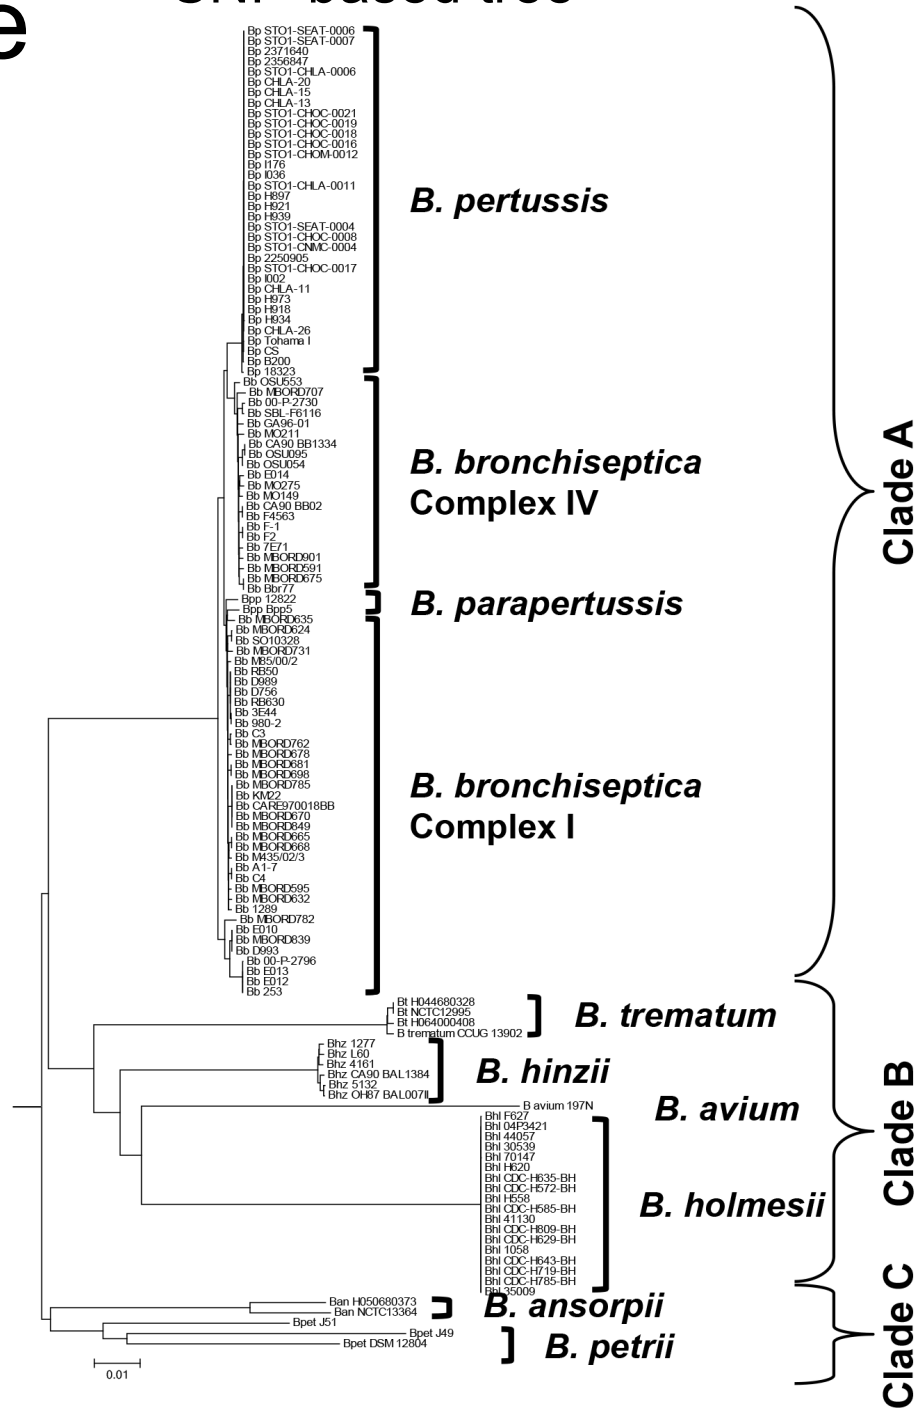 e
SNP-based tree
Bp STO1-SEAT-0006
Bp STO1-SEAT-0007
Bp 2371640
Bp 2356847
Bp STO1-CHLA-0006
Bp CHLA-20
Bp CHLA-15
Bp CHLA-13
Bp STO1-CHOC-0021
Bp STO1-CHOC-0019
Bp STO1-CHOC-0018
Bp STO1-CHOC-0016
Bp STO1-CHOM-0012
Bp I176
Bp I036
Bp STO1-CHLA-0011
Bp H897
Bp H921
Bp H939
Bp STO1-SEAT-0004
Bp STO1-CHOC-0008
Bp STO1-CNMC-0004
Bp 2250905
Bp STO1-CHOC-0017
Bp I002
Bp CHLA-11
Bp H973
Bp H918
Bp H934
Bp CHLA-26
Bp Tohama I
Bp CS
Bp B200
Bp 18323
B. pertussis
Bb OSU553
Bb MBORD707
Bb 00-P-2730
Bb SBL-F6116
Bb GA96-01
Bb MO211
Bb CA90 BB1334
Bb OSU095
Bb OSU054
Bb E014
Bb MO275
Bb MO149
Bb CA90 BB02
Bb F4563
Bb F-1
Bb F2
Bb 7E71
Bb MBORD901
Bb MBORD591
Bb MBORD675
Bb Bbr77
B. bronchiseptica
Complex IV
Bpp 12822
Bpp Bpp5
B. parapertussis
Bb MBORD635
Bb MBORD624
Bb SO10328
Bb MBORD731
Bb M85/00/2
Bb RB50
Bb D989
Bb D756
Bb RB630
Bb 3E44
Bb 980-2
Bb C3
Bb MBORD762
Bb MBORD678
Bb MBORD681
Bb MBORD698
Bb MBORD785
Bb KM22
Bb CARE970018BB
Bb MBORD670
Bb MBORD849
Bb MBORD665
Bb MBORD668
Bb M435/02/3
Bb A1-7
Bb C4
Bb MBORD595
Bb MBORD632
Bb 1289
Bb MBORD782
Bb E010
Bb MBORD839
Bb D993
Bb 00-P-2796
Bb E013
Bb E012
Bb 253
B. bronchiseptica
Complex I
Clade A
Bt H044680328
Bt NCTC12995
Bt H064000408
B trematum CCUG 13902
B. trematum
Bhz 1277
Bhz L60
Bhz 4161
Bhz CA90 BAL1384
Bhz 5132
Bhz OH87 BAL007II
B. hinzii
B avium 197N
B. avium
Bhl F627
Bhl 04P3421
Bhl 44057
Bhl 30539
Bhl 70147
Bhl H620
Bhl CDC-H635-BH
Bhl CDC-H572-BH
Bhl H558
Bhl CDC-H585-BH
Bhl 41130
Bhl CDC-H809-BH
Bhl CDC-H629-BH
Bhl 1058
Bhl CDC-H643-BH
Bhl CDC-H719-BH
Bhl CDC-H785-BH
Bhl 35009
B. holmesii
Clade B
Ban H050680373
Ban NCTC13364
B. ansorpii
Bpet J51
Bpet J49
Bpet DSM 12804
B. petrii
Clade C
0.01